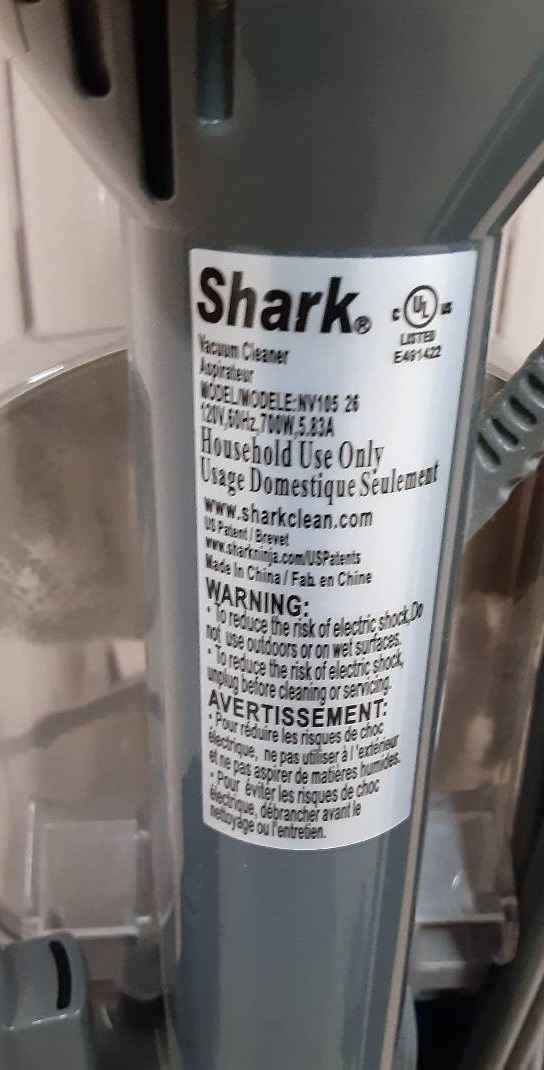 Shark®
C UL US
LISTED
E491422
Vacuum Cleaner
Aspirateur
MODEL/MODELE:NV105 26
120V,60Hz,700W,5.83A
Household Use Only
Usage Domestique Seulement
www.sharkclean.com
US Patent / Brevet
www.sharkninja.com/USPatents
Made In China / Fab. en Chine
WARNING:
· To reduce the risk of electric shock,Do
not use outdoors or on wet surfaces.
· To reduce the risk of electric shock,
unplug before cleaning or servicing.
AVERTISSEMENT:
· Pour réduire les risques de choc
électrique, ne pas utiliser à l'extérieur
et ne pas aspirer de matières humides.
· Pour éviter les risques de choc
électrique, débrancher avant le
nettoyage ou l'entretien.